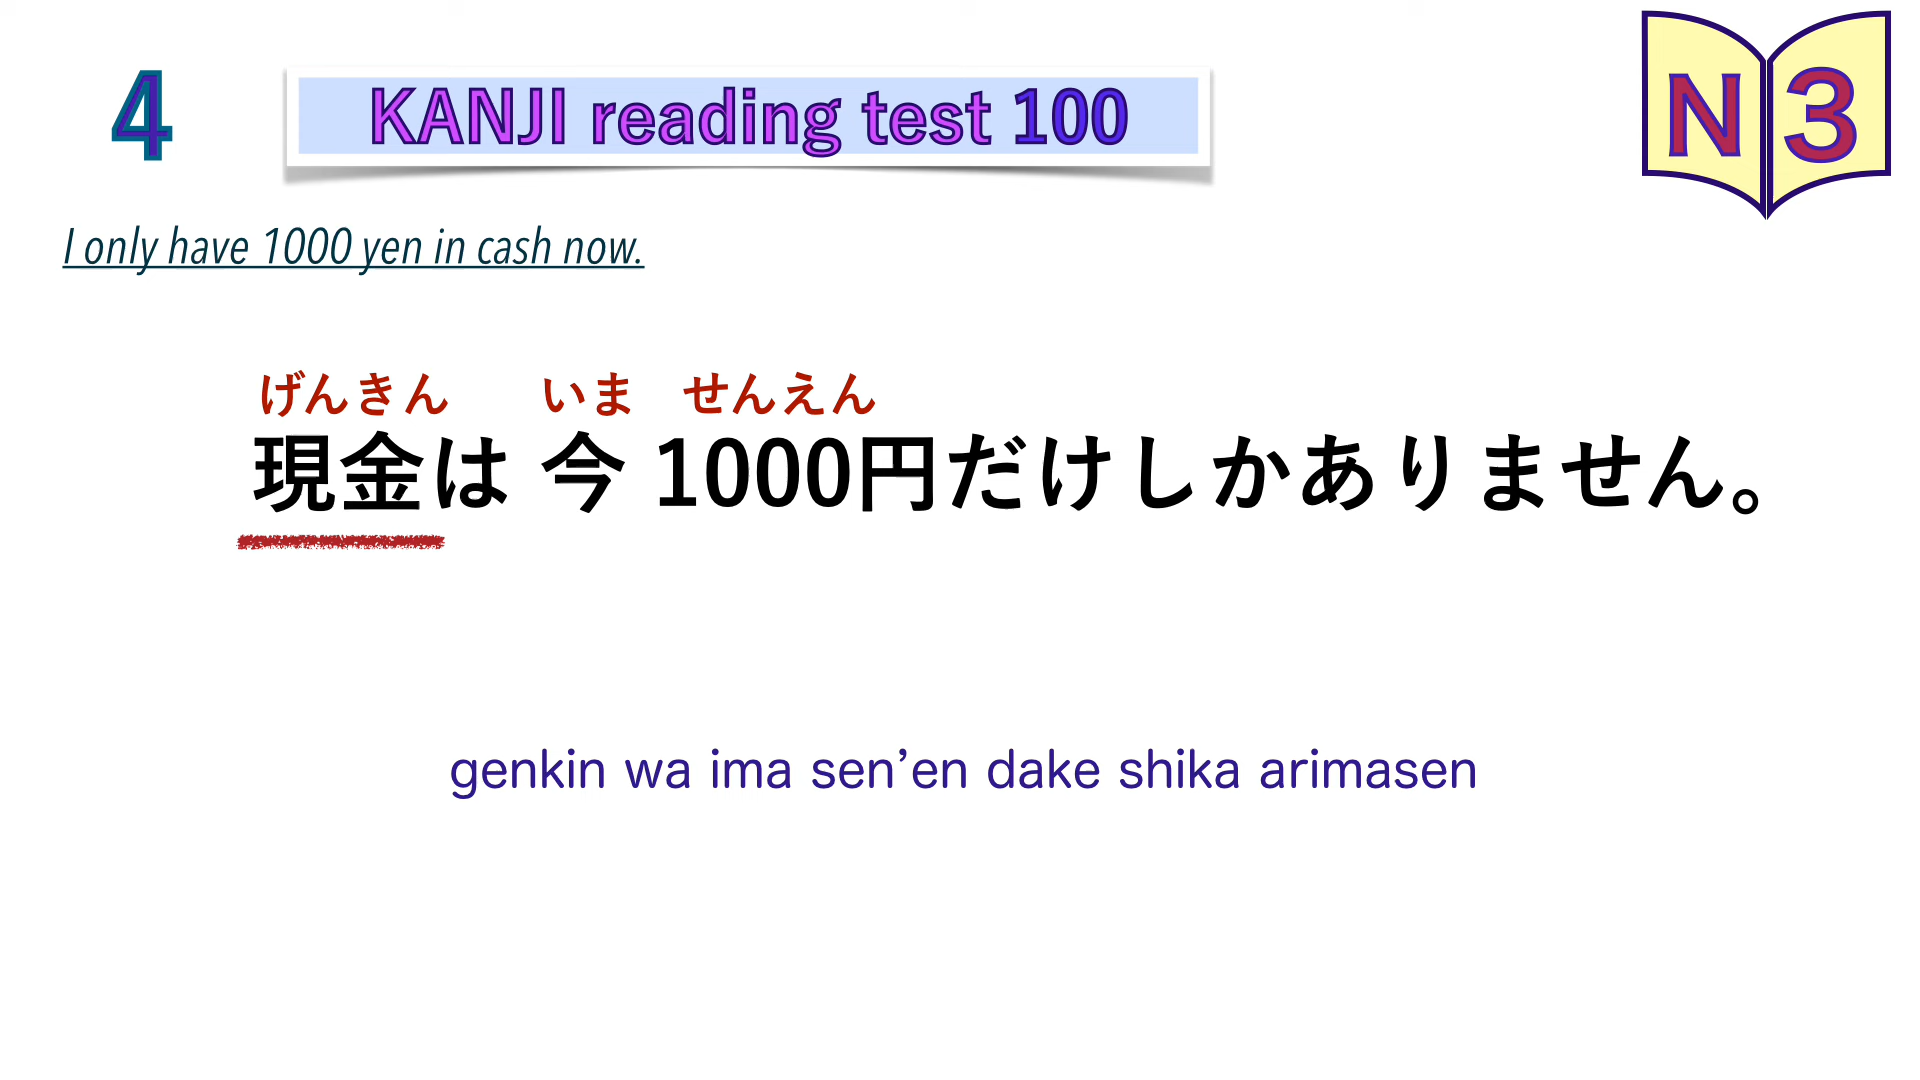 4
KANJI reading test 100
N3
I only have 1000 yen in cash now.
げんきん いま せんえん
現金は 今 1000円だけしかありません。
genkin wa ima sen’en dake shika arimasen